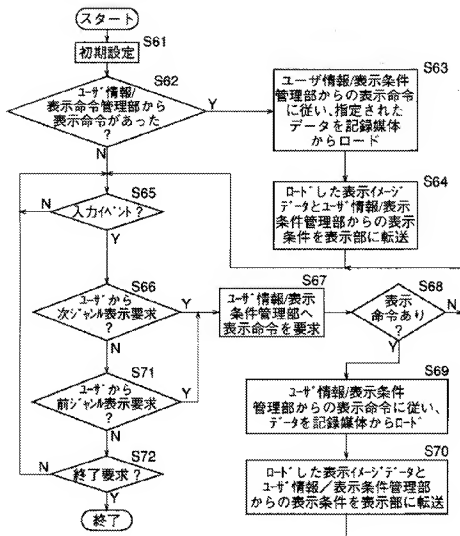 スタート
S61
初期設定
S62
ユーザ情報/
表示命令管理部から
表示命令があった
?
Y
N
S63
ユーザ情報/表示条件
管理部からの表示命令
に従い、指定された
データを記録媒体
からロード
S64
ロードした表示イメージ
データとユーザ情報/表示
条件管理部からの表示
条件を表示部に転送
S65
入力イベント?
N
Y
S66
ユーザから
次ジャンル表示要求
?
Y
N
S67
ユーザ情報/表示
条件管理部へ
表示命令を要求
S68
表示
命令あり
?
N
Y
S69
ユーザ情報/表示条件
管理部からの表示命令に従い、
データを記録媒体からロード
S70
ロードした表示イメージデータと
ユーザ情報/表示条件管理部
からの表示条件を表示部に転送
S71
ユーザから
前ジャンル表示要求
?
Y
N
S72
終了要求?
N
Y
終了